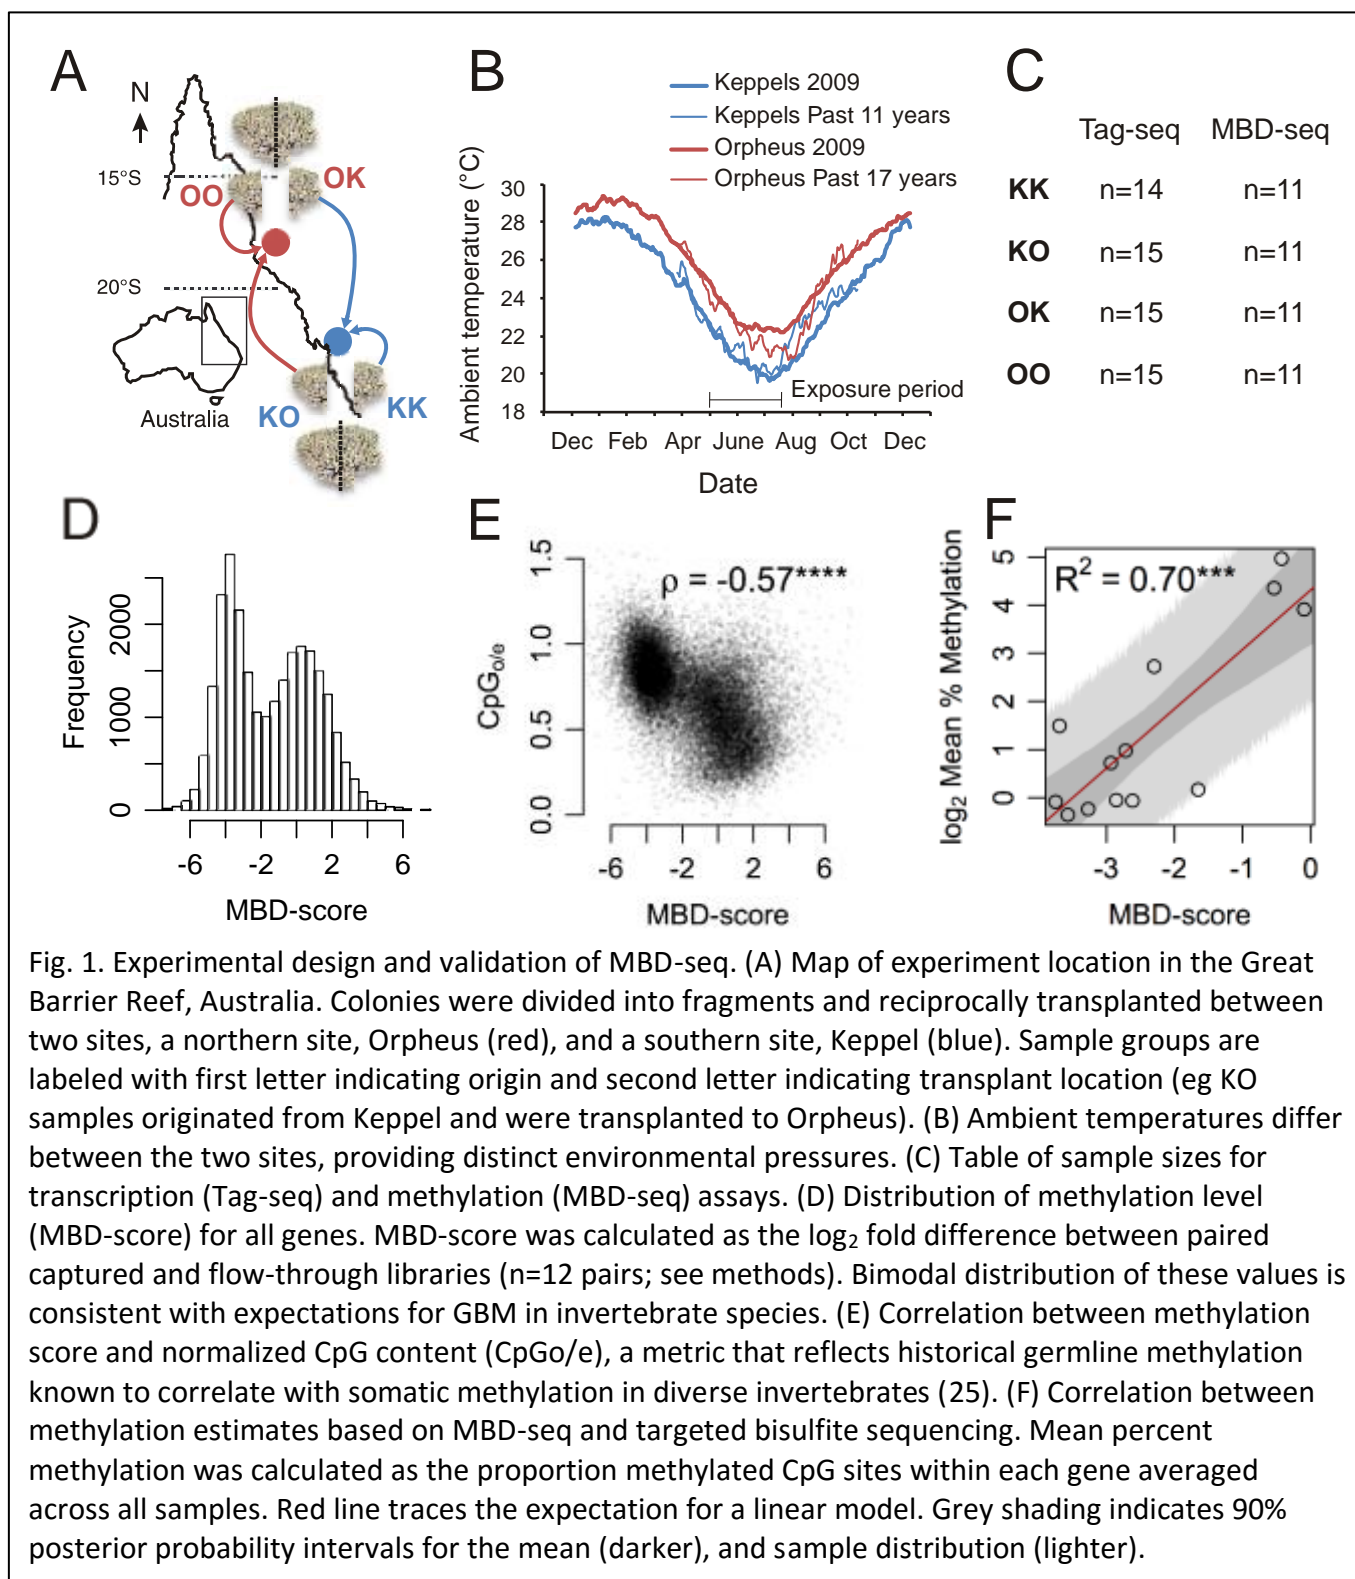 A
N
15°S
OO
OK
20°S
Australia
KO
KK
B
Keppels 2009
Keppels Past 11 years
Orpheus 2009
Orpheus Past 17 years
Ambient temperature (°C)
30
28
26
24
22
20
18
Exposure period
Dec Feb Apr June Aug Oct Dec
Date
C
Tag-seq MBD-seq
KK n=14 n=11
KO n=15 n=11
OK n=15 n=11
OO n=15 n=11
D
Frequency
2000
1000
0
-6 -2 2 6
MBD-score
E
CpGo/e
1.5
1.0
0.5
0.0
ρ = -0.57****
-6 -2 2 6
MBD-score
F
log2 Mean % Methylation
5
4
3
2
1
0
R² = 0.70***
-3 -2 -1 0
MBD-score
Fig. 1. Experimental design and validation of MBD-seq. (A) Map of experiment location in the Great
Barrier Reef, Australia. Colonies were divided into fragments and reciprocally transplanted between
two sites, a northern site, Orpheus (red), and a southern site, Keppel (blue). Sample groups are
labeled with first letter indicating origin and second letter indicating transplant location (eg KO
samples originated from Keppel and were transplanted to Orpheus). (B) Ambient temperatures differ
between the two sites, providing distinct environmental pressures. (C) Table of sample sizes for
transcription (Tag-seq) and methylation (MBD-seq) assays. (D) Distribution of methylation level
(MBD-score) for all genes. MBD-score was calculated as the log2 fold difference between paired
captured and flow-through libraries (n=12 pairs; see methods). Bimodal distribution of these values is
consistent with expectations for GBM in invertebrate species. (E) Correlation between methylation
score and normalized CpG content (CpGo/e), a metric that reflects historical germline methylation
known to correlate with somatic methylation in diverse invertebrates (25). (F) Correlation between
methylation estimates based on MBD-seq and targeted bisulfite sequencing. Mean percent
methylation was calculated as the proportion methylated CpG sites within each gene averaged
across all samples. Red line traces the expectation for a linear model. Grey shading indicates 90%
posterior probability intervals for the mean (darker), and sample distribution (lighter).